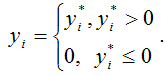 y_i = { y_i^*, y_i^* > 0
0, y_i^* ≤ 0 .